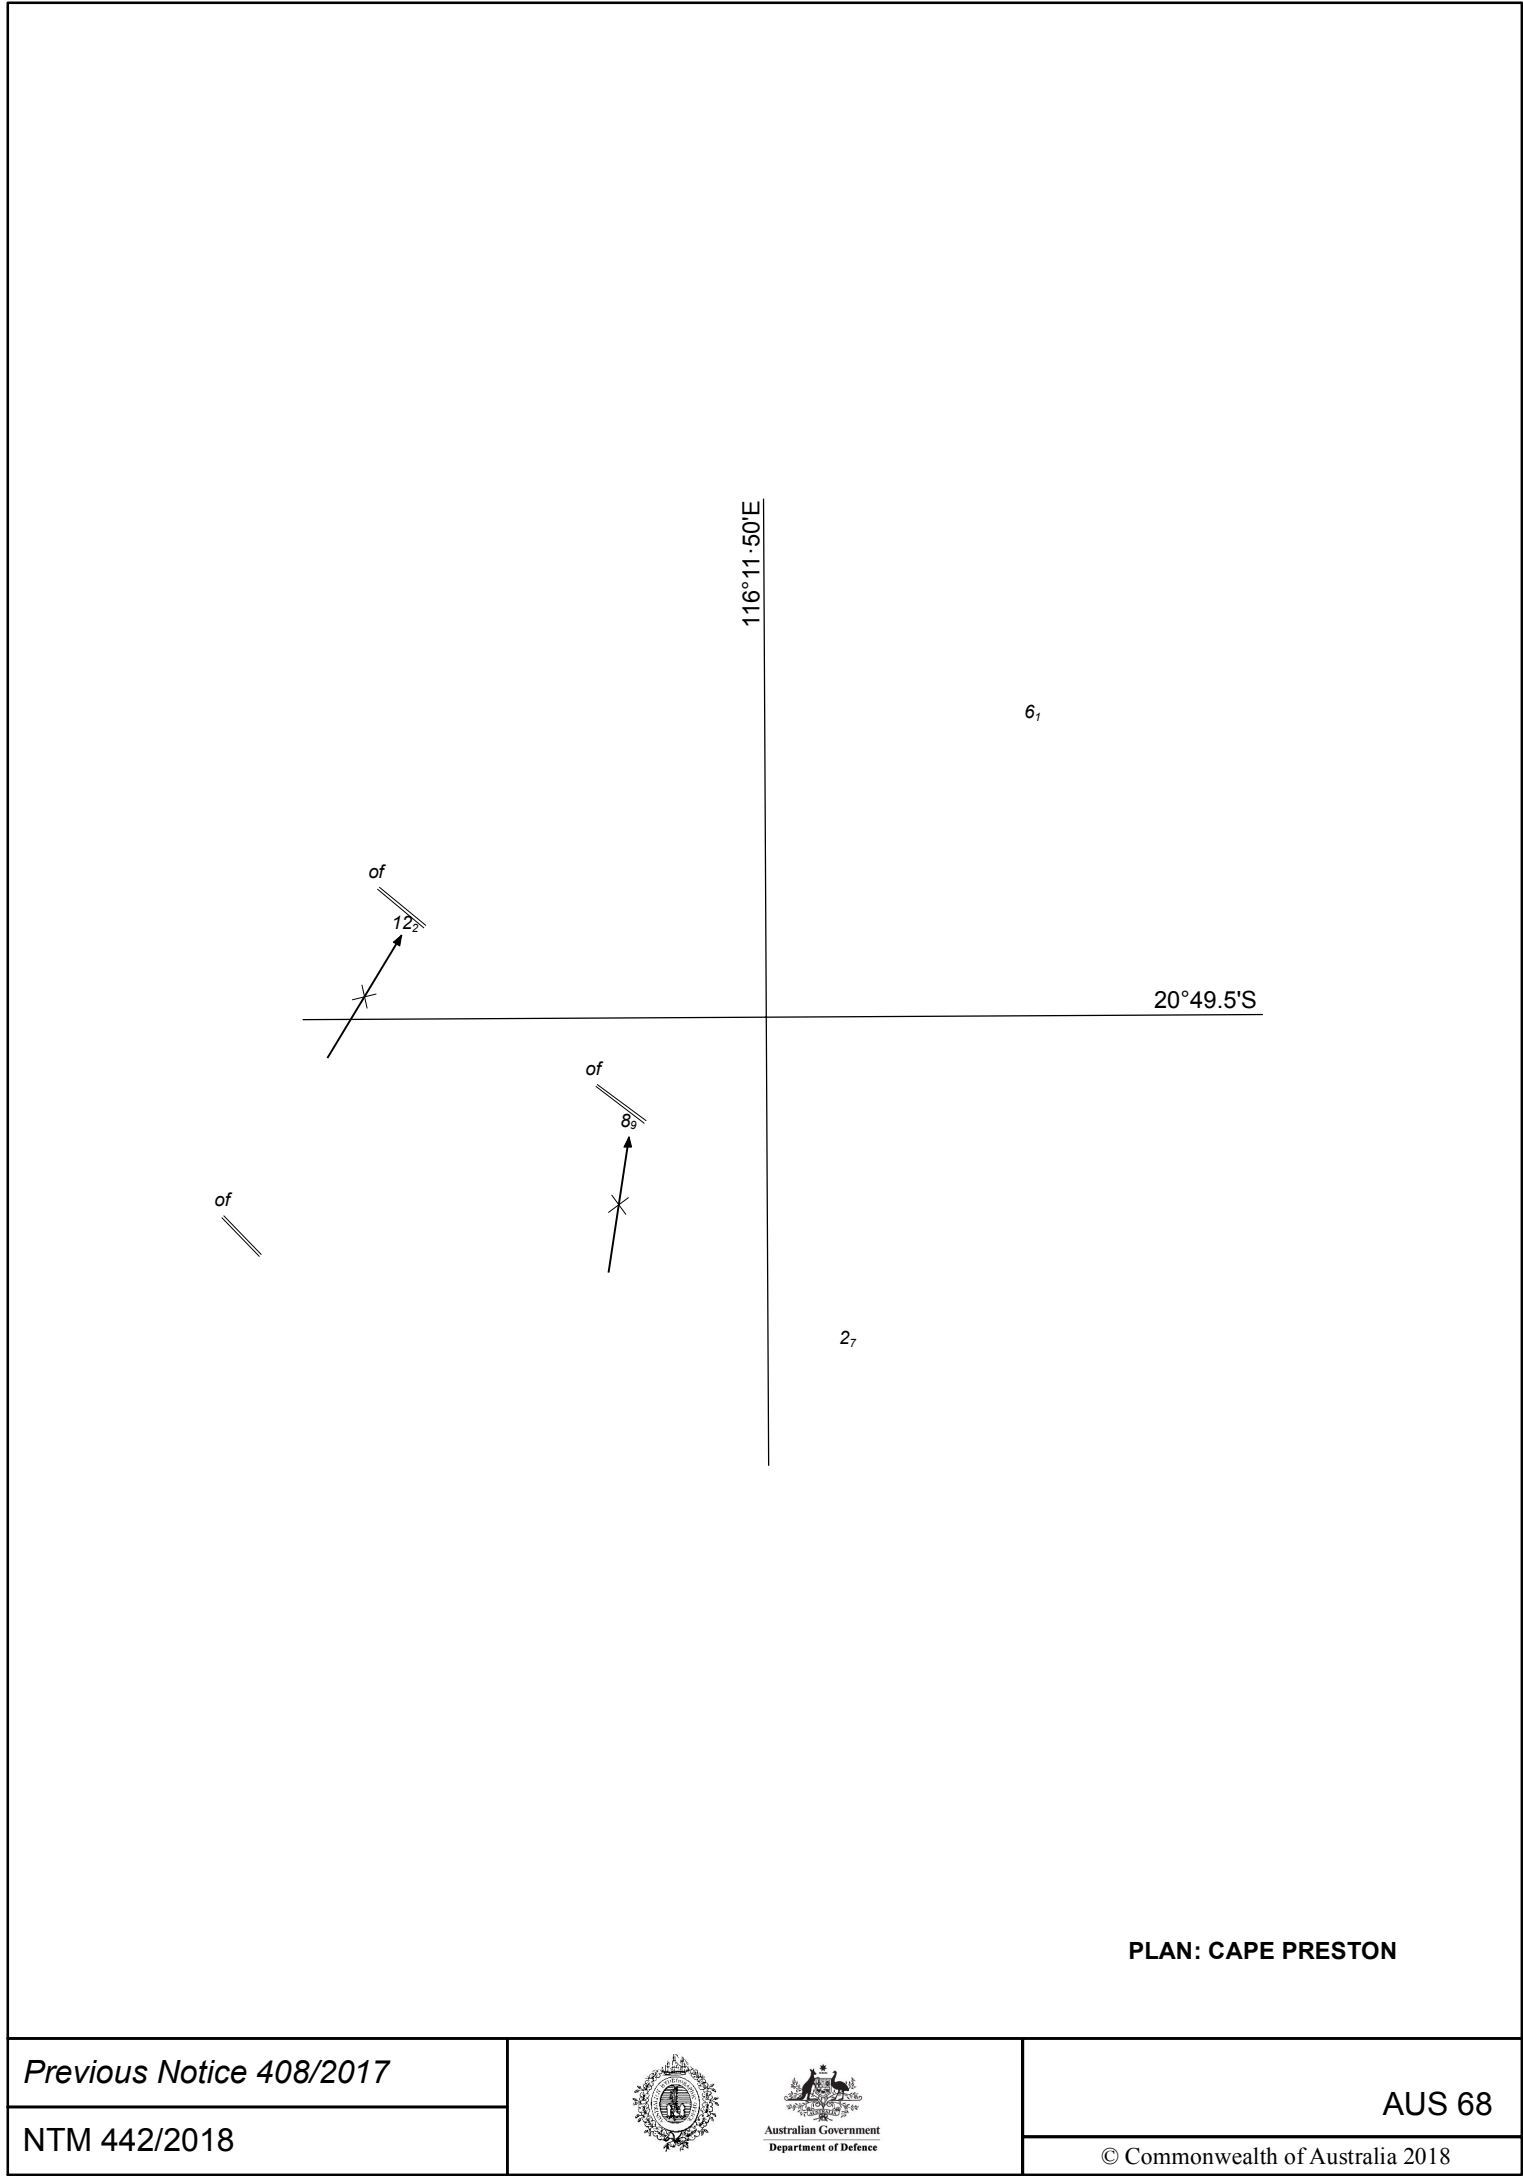 116°11·50'E
6₁
of
12₂
20°49.5'S
of
8₉
of
2₇
PLAN: CAPE PRESTON
Previous Notice 408/2017
NTM 442/2018
Australian Government
Department of Defence
AUS 68
© Commonwealth of Australia 2018